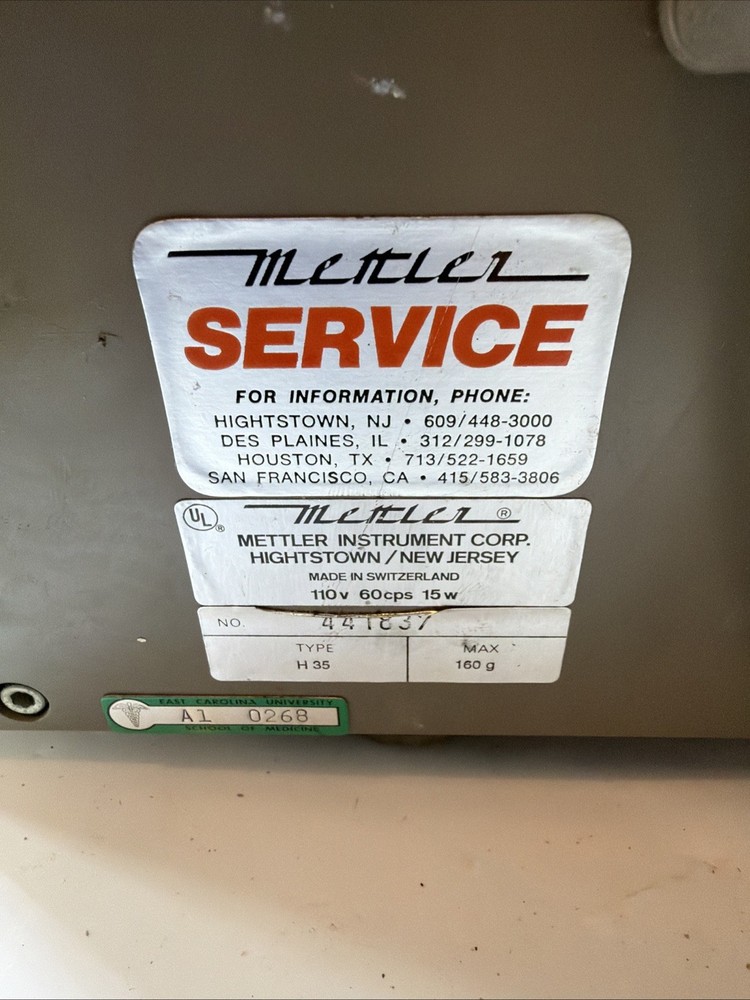 Mettler
SERVICE
FOR INFORMATION, PHONE:
HIGHTSTOWN, NJ • 609/448-3000
DES PLAINES, IL • 312/299-1078
HOUSTON, TX • 713/522-1659
SAN FRANCISCO, CA • 415/583-3806
UL® Mettler ®
METTLER INSTRUMENT CORP.
HIGHTSTOWN / NEW JERSEY
MADE IN SWITZERLAND
110v 60cps 15w
NO. 441837
TYPE MAX
H 35 160 g
EAST CAROLINA UNIVERSITY
A1 0268
SCHOOL OF MEDICINE